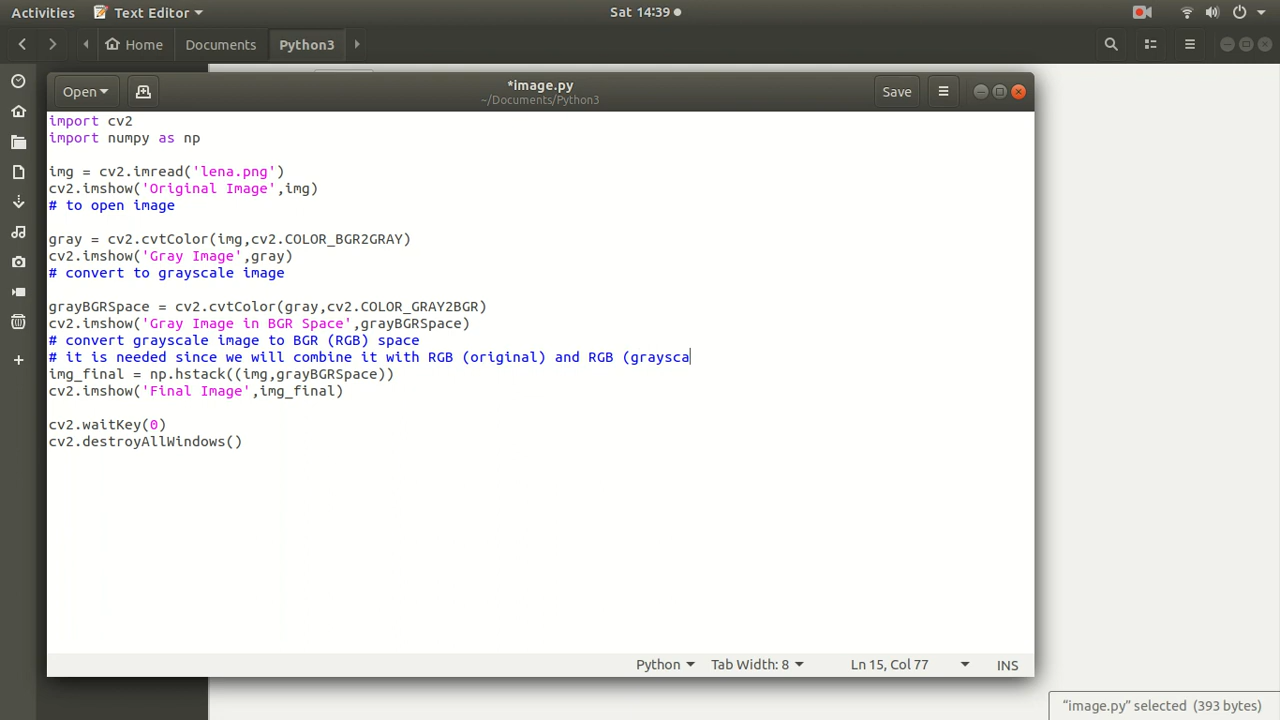 Activities Text Editor Sat 14:39
Home Documents Python3
Open *image.py Save
~/Documents/Python3
import cv2
import numpy as np
img = cv2.imread('lena.png')
cv2.imshow('Original Image',img)
# to open image
gray = cv2.cvtColor(img,cv2.COLOR_BGR2GRAY)
cv2.imshow('Gray Image',gray)
# convert to grayscale image
grayBGRSpace = cv2.cvtColor(gray,cv2.COLOR_GRAY2BGR)
cv2.imshow('Gray Image in BGR Space',grayBGRSpace)
# convert grayscale image to BGR (RGB) space
# it is needed since we will combine it with RGB (original) and RGB (graysca
img_final = np.hstack((img,grayBGRSpace))
cv2.imshow('Final Image',img_final)
cv2.waitKey(0)
cv2.destroyAllWindows()
Python Tab Width: 8 Ln 15, Col 77 INS
"image.py" selected (393 bytes)